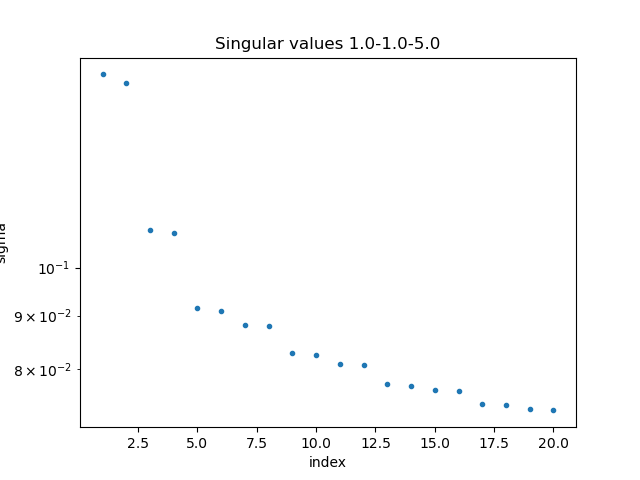 Singular values 1.0-1.0-5.0
sigma
10⁻¹
9 × 10⁻²
8 × 10⁻²
2.5 5.0 7.5 10.0 12.5 15.0 17.5 20.0
index